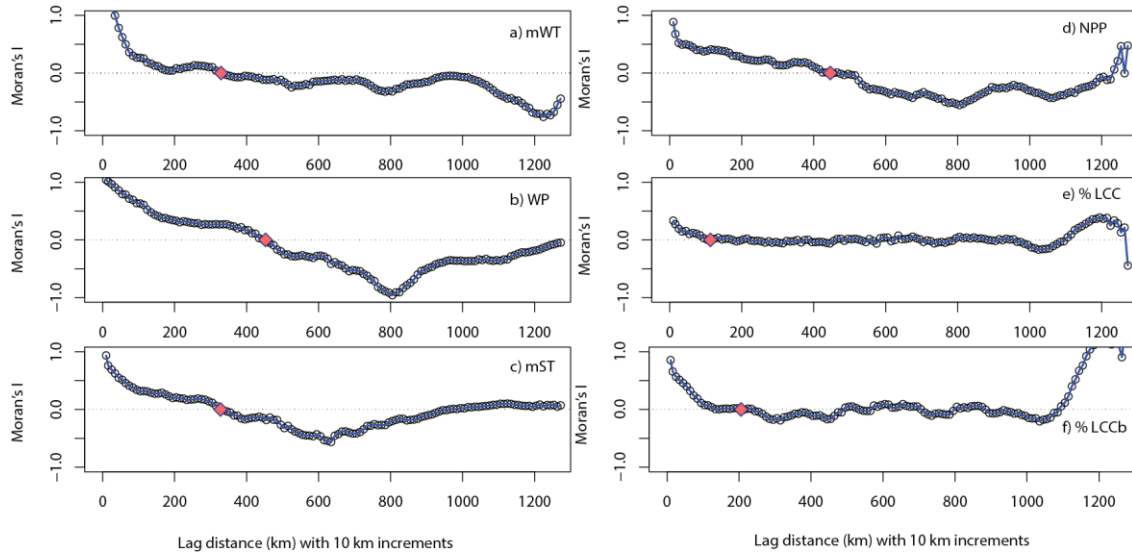 a) mWT
Moran's I
1.0
0.0
−1.0
0 200 400 600 800 1000 1200
b) WP
Moran's I
1.0
0.0
−1.0
0 200 400 600 800 1000 1200
c) mST
Moran's I
1.0
0.0
−1.0
0 200 400 600 800 1000 1200
Lag distance (km) with 10 km increments
d) NPP
Moran's I
1.0
0.0
−1.0
0 200 400 600 800 1000 1200
e) % LCC
Moran's I
1.0
0.0
−1.0
0 200 400 600 800 1000 1200
f) % LCCb
Moran's I
1.0
0.0
−1.0
0 200 400 600 800 1000 1200
Lag distance (km) with 10 km increments